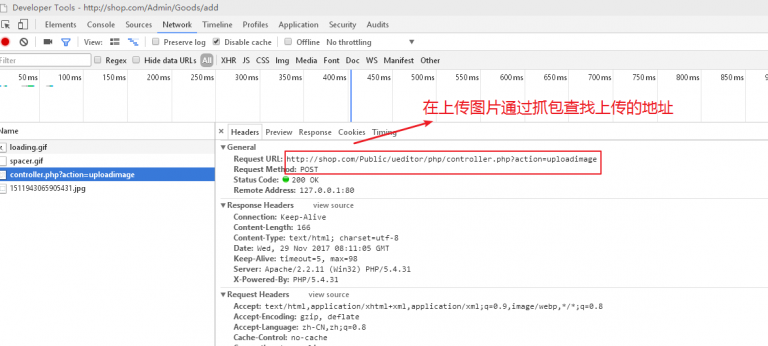 Developer Tools - http://shop.com/Admin/Goods/add
Elements Console Sources Network Timeline Profiles Application Security Audits
View: Preserve log Disable cache Offline No throttling
Filter Regex Hide data URLs All XHR JS CSS Img Media Font Doc WS Manifest Other
50 ms 100 ms 150 ms 200 ms 250 ms 300 ms 350 ms 400 ms 450 ms 500 ms 550 ms 600 ms 650 ms 700 ms
在上传图片通过抓包查找上传的地址
Name
loading.gif
spacer.gif
controller.php?action=uploadimage
1511943065905431.jpg
Headers Preview Response Cookies Timing
General
Request URL: http://shop.com/Public/ueditor/php/controller.php?action=uploadimage
Request Method: POST
Status Code: 200 OK
Remote Address: 127.0.0.1:80
Response Headers view source
Connection: Keep-Alive
Content-Length: 166
Content-Type: text/html; charset=utf-8
Date: Wed, 29 Nov 2017 08:11:05 GMT
Keep-Alive: timeout=5, max=98
Server: Apache/2.2.11 (Win32) PHP/5.4.31
X-Powered-By: PHP/5.4.31
Request Headers view source
Accept: text/html,application/xhtml+xml,application/xml;q=0.9,image/webp,*/*;q=0.8
Accept-Encoding: gzip, deflate
Accept-Language: zh-CN,zh;q=0.8
Cache-Control: no-cache